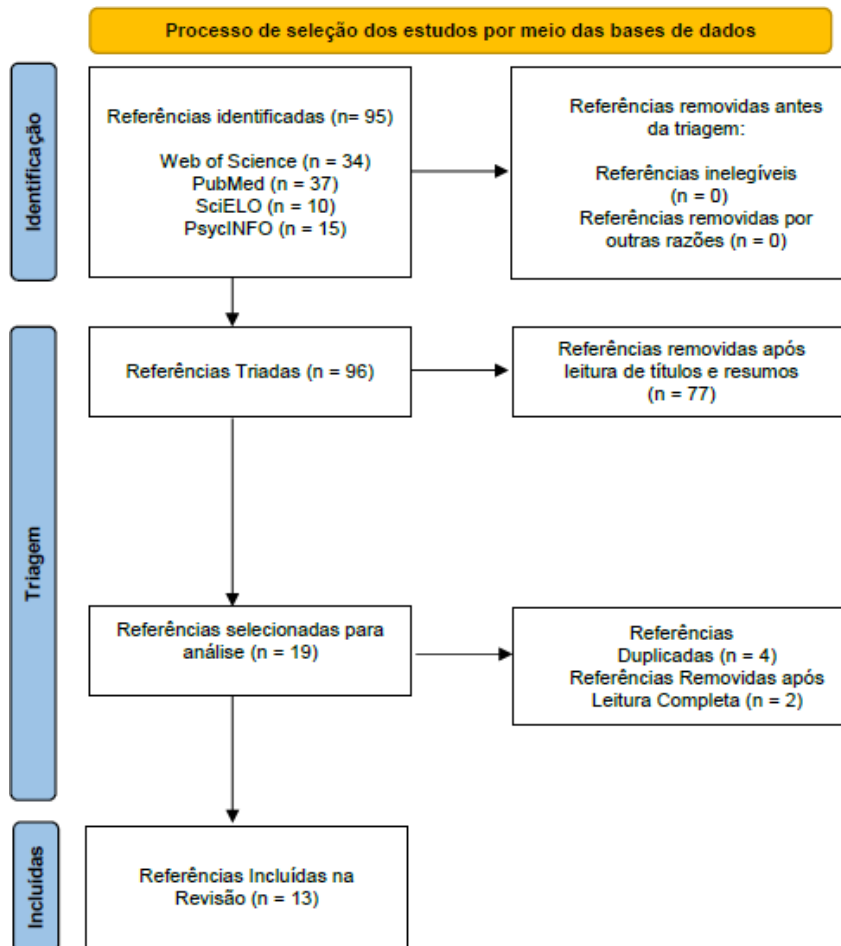 Processo de seleção dos estudos por meio das bases de dados
Identificação
Referências identificadas (n= 95)
Web of Science (n = 34)
PubMed (n = 37)
SciELO (n = 10)
PsycINFO (n = 15)
Referências removidas antes
da triagem:
Referências inelegíveis
(n = 0)
Referências removidas por
outras razões (n = 0)
Triagem
Referências Triadas (n = 96)
Referências removidas após
leitura de títulos e resumos
(n = 77)
Referências selecionadas para
análise (n = 19)
Referências
Duplicadas (n = 4)
Referências Removidas após
Leitura Completa (n = 2)
Incluídas
Referências Incluídas na
Revisão (n = 13)